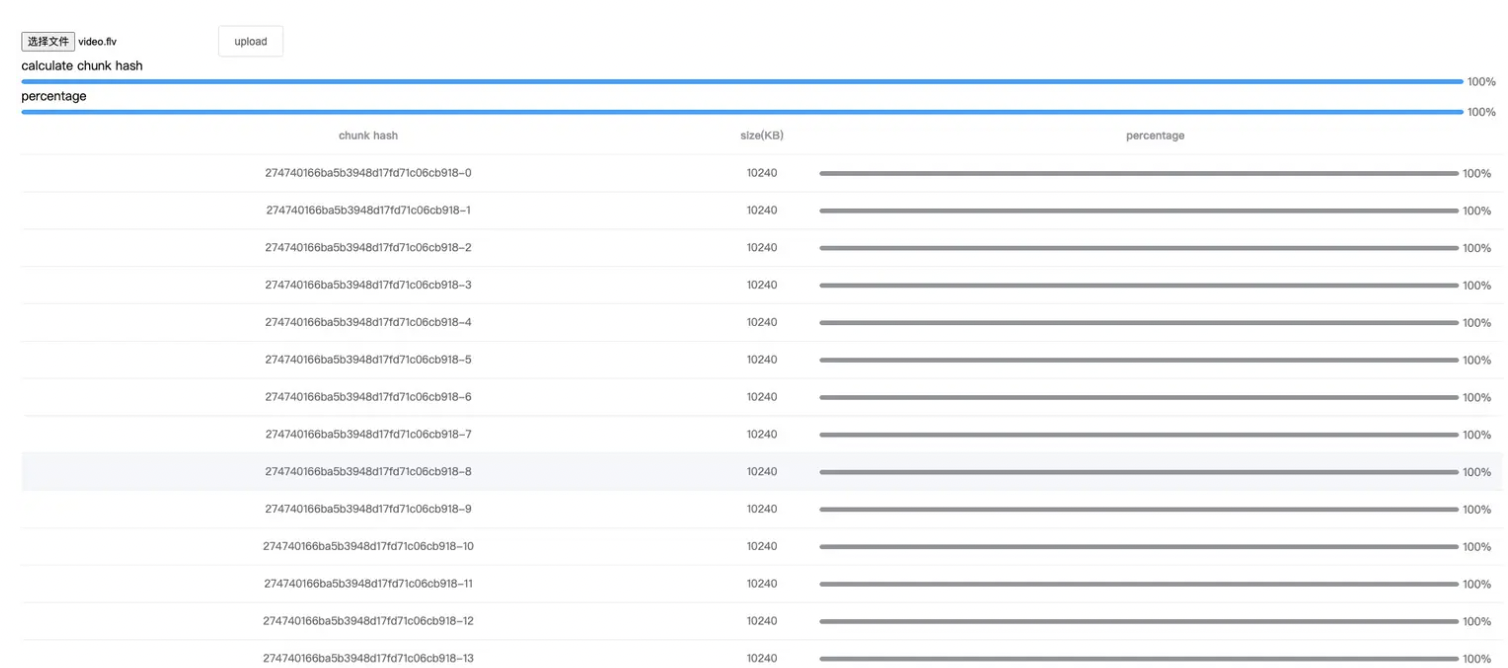 选择文件 video.flv upload
calculate chunk hash
100%
percentage
100%
chunk hash size(KB) percentage
274740166ba5b3948d17fd71c06cb918-0 10240 100%
274740166ba5b3948d17fd71c06cb918-1 10240 100%
274740166ba5b3948d17fd71c06cb918-2 10240 100%
274740166ba5b3948d17fd71c06cb918-3 10240 100%
274740166ba5b3948d17fd71c06cb918-4 10240 100%
274740166ba5b3948d17fd71c06cb918-5 10240 100%
274740166ba5b3948d17fd71c06cb918-6 10240 100%
274740166ba5b3948d17fd71c06cb918-7 10240 100%
274740166ba5b3948d17fd71c06cb918-8 10240 100%
274740166ba5b3948d17fd71c06cb918-9 10240 100%
274740166ba5b3948d17fd71c06cb918-10 10240 100%
274740166ba5b3948d17fd71c06cb918-11 10240 100%
274740166ba5b3948d17fd71c06cb918-12 10240 100%
274740166ba5b3948d17fd71c06cb918-13 10240 100%